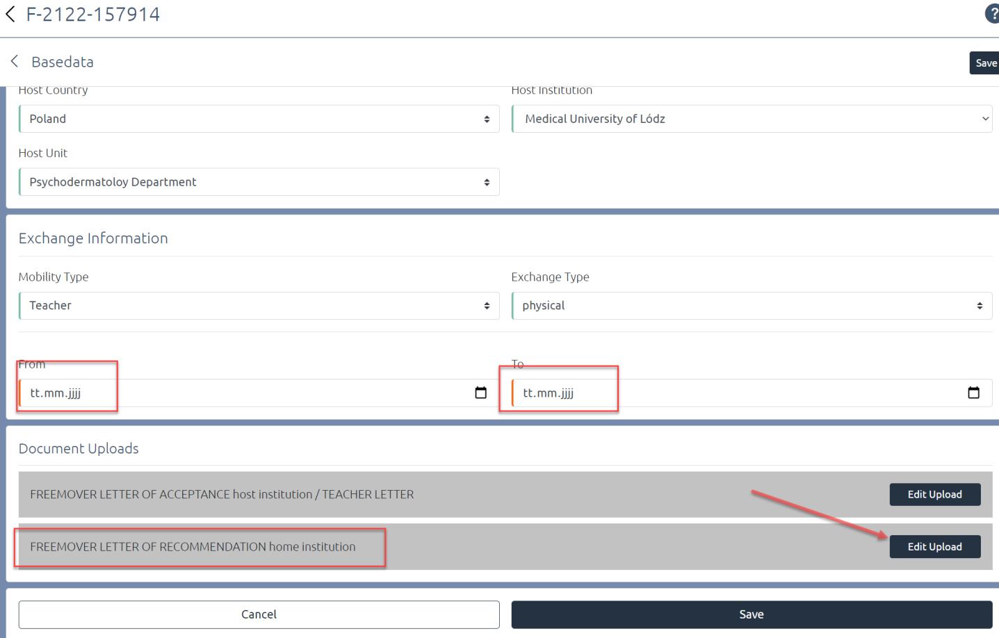 F-2122-157914
?
Basedata
Save
Host Country
Host Institution
Poland
Medical University of Lódz
Host Unit
Psychodermatoloy Department
Exchange Information
Mobility Type
Exchange Type
Teacher
physical
From
To
tt.mm.jjjj
tt.mm.jjjj
Document Uploads
FREEMOVER LETTER OF ACCEPTANCE host institution / TEACHER LETTER
Edit Upload
FREEMOVER LETTER OF RECOMMENDATION home institution
Edit Upload
Cancel
Save